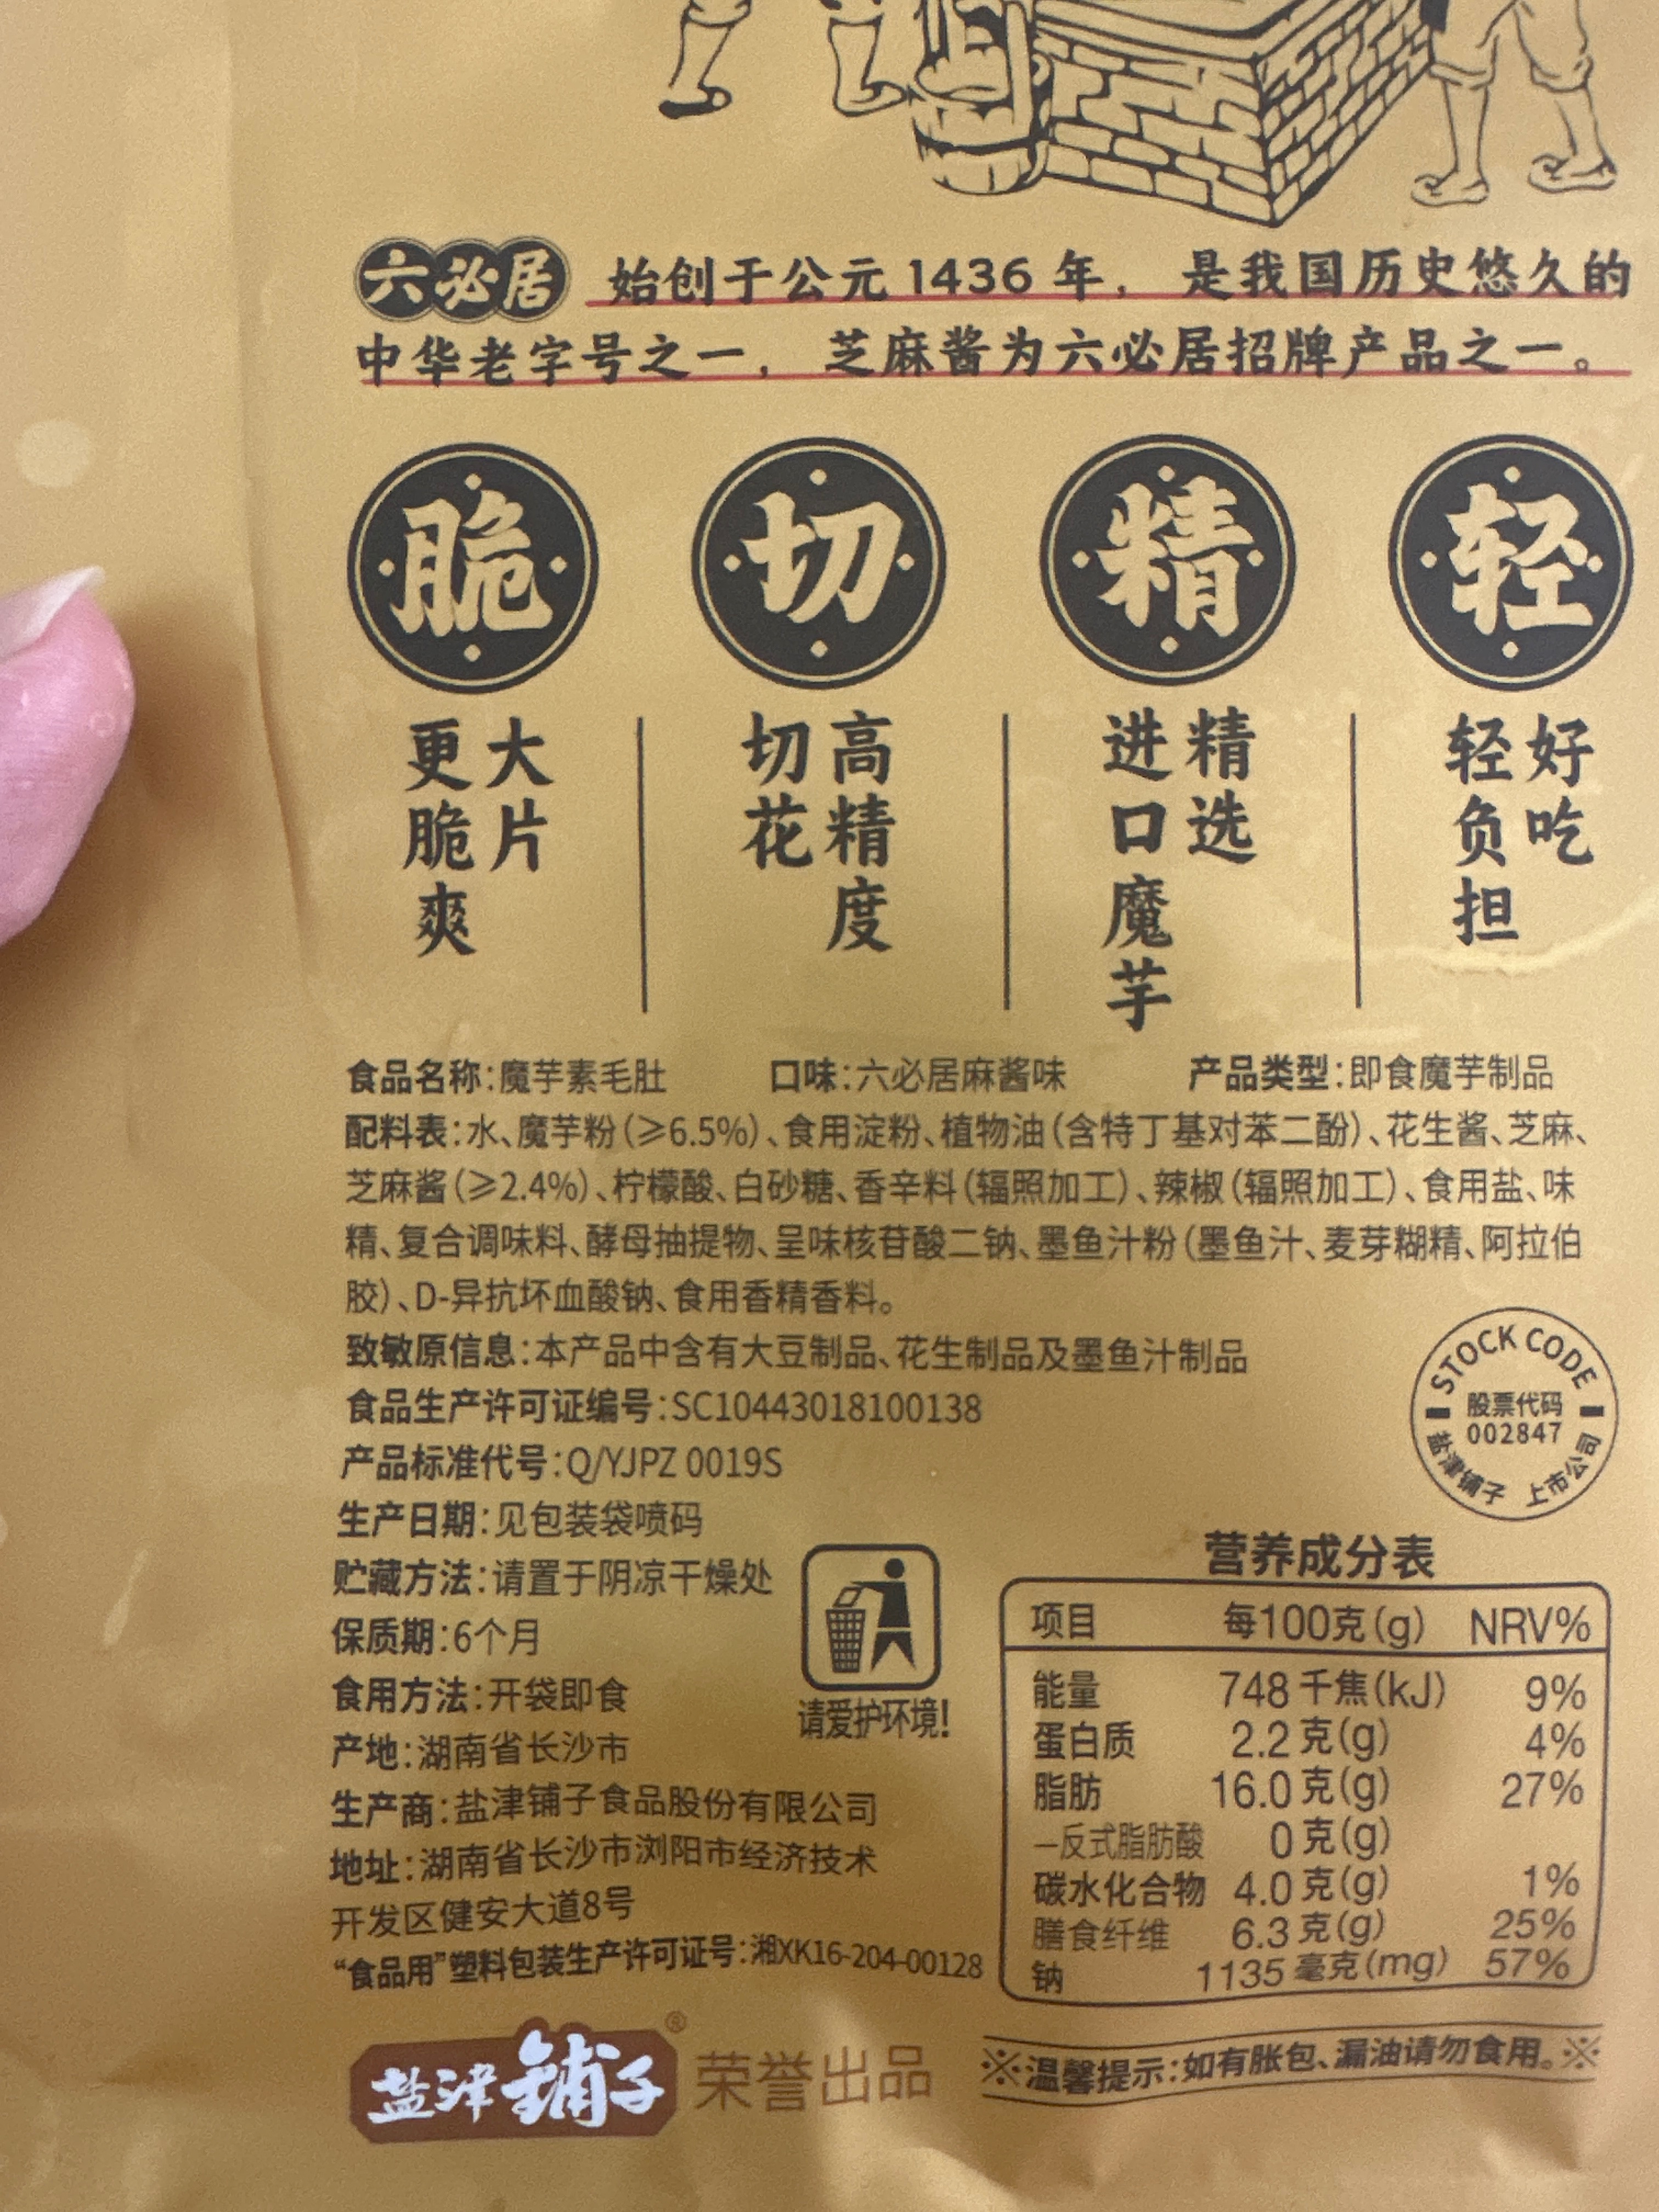 六必居 始创于公元1436年，是我国历史悠久的
中华老字号之一，芝麻酱为六必居招牌产品之一。
脆
切
精
轻
大片
更脆爽
高精度
切花
精选
进口魔芋
好吃
轻负担
食品名称:魔芋素毛肚 口味:六必居麻酱味 产品类型:即食魔芋制品
配料表:水、魔芋粉(≥6.5%)、食用淀粉、植物油(含特丁基对苯二酚)、花生酱、芝麻、
芝麻酱(≥2.4%)、柠檬酸、白砂糖、香辛料(辐照加工)、辣椒(辐照加工)、食用盐、味
精、复合调味料、酵母抽提物、呈味核苷酸二钠、墨鱼汁粉(墨鱼汁、麦芽糊精、阿拉伯
胶)、D-异抗坏血酸钠、食用香精香料。
致敏原信息:本产品中含有大豆制品、花生制品及墨鱼汁制品
食品生产许可证编号:SC10443018100138
产品标准代号:Q/YJPZ 0019S
生产日期:见包装袋喷码
贮藏方法:请置于阴凉干燥处
保质期:6个月
食用方法:开袋即食
产地:湖南省长沙市
生产商:盐津铺子食品股份有限公司
地址:湖南省长沙市浏阳市经济技术
开发区健安大道8号
“食品用”塑料包装生产许可证号:湘XK16-204-00128
请爱护环境!
STOCK CODE
股票代码
002847
盐津铺子 上市公司
营养成分表
项目 每100克(g) NRV%
能量 748千焦(kJ) 9%
蛋白质 2.2克(g) 4%
脂肪 16.0克(g) 27%
—反式脂肪酸 0克(g)
碳水化合物 4.0克(g) 1%
膳食纤维 6.3克(g) 25%
钠 1135毫克(mg) 57%
盐津铺子® 荣誉出品
※温馨提示:如有胀包、漏油请勿食用。※